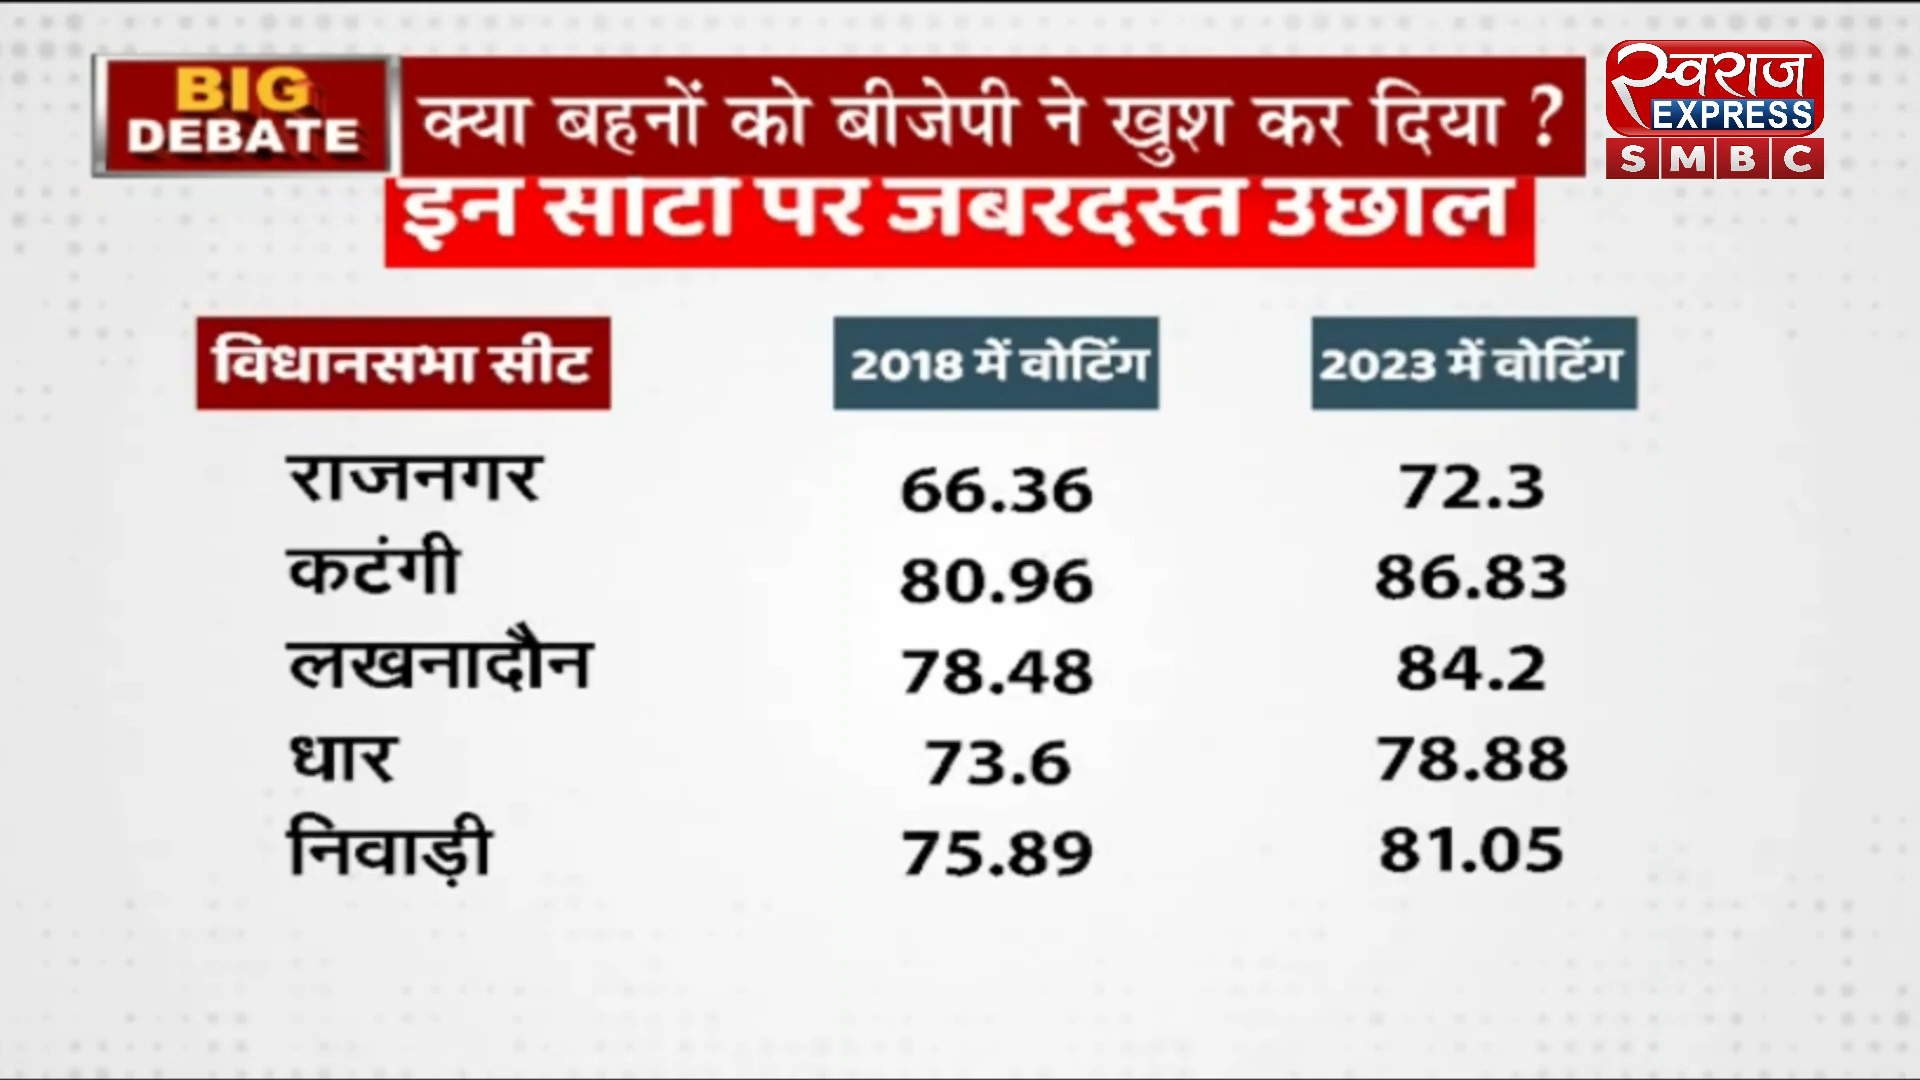 BIG
DEBATE
क्या बहनों को बीजेपी ने खुश कर दिया ?
स्वराज
EXPRESS
SMBC
इन सीटों पर जबरदस्त उछाल
विधानसभा सीट 2018 में वोटिंग 2023 में वोटिंग
राजनगर 66.36 72.3
कटंगी 80.96 86.83
लखनादौन 78.48 84.2
धार 73.6 78.88
निवाड़ी 75.89 81.05